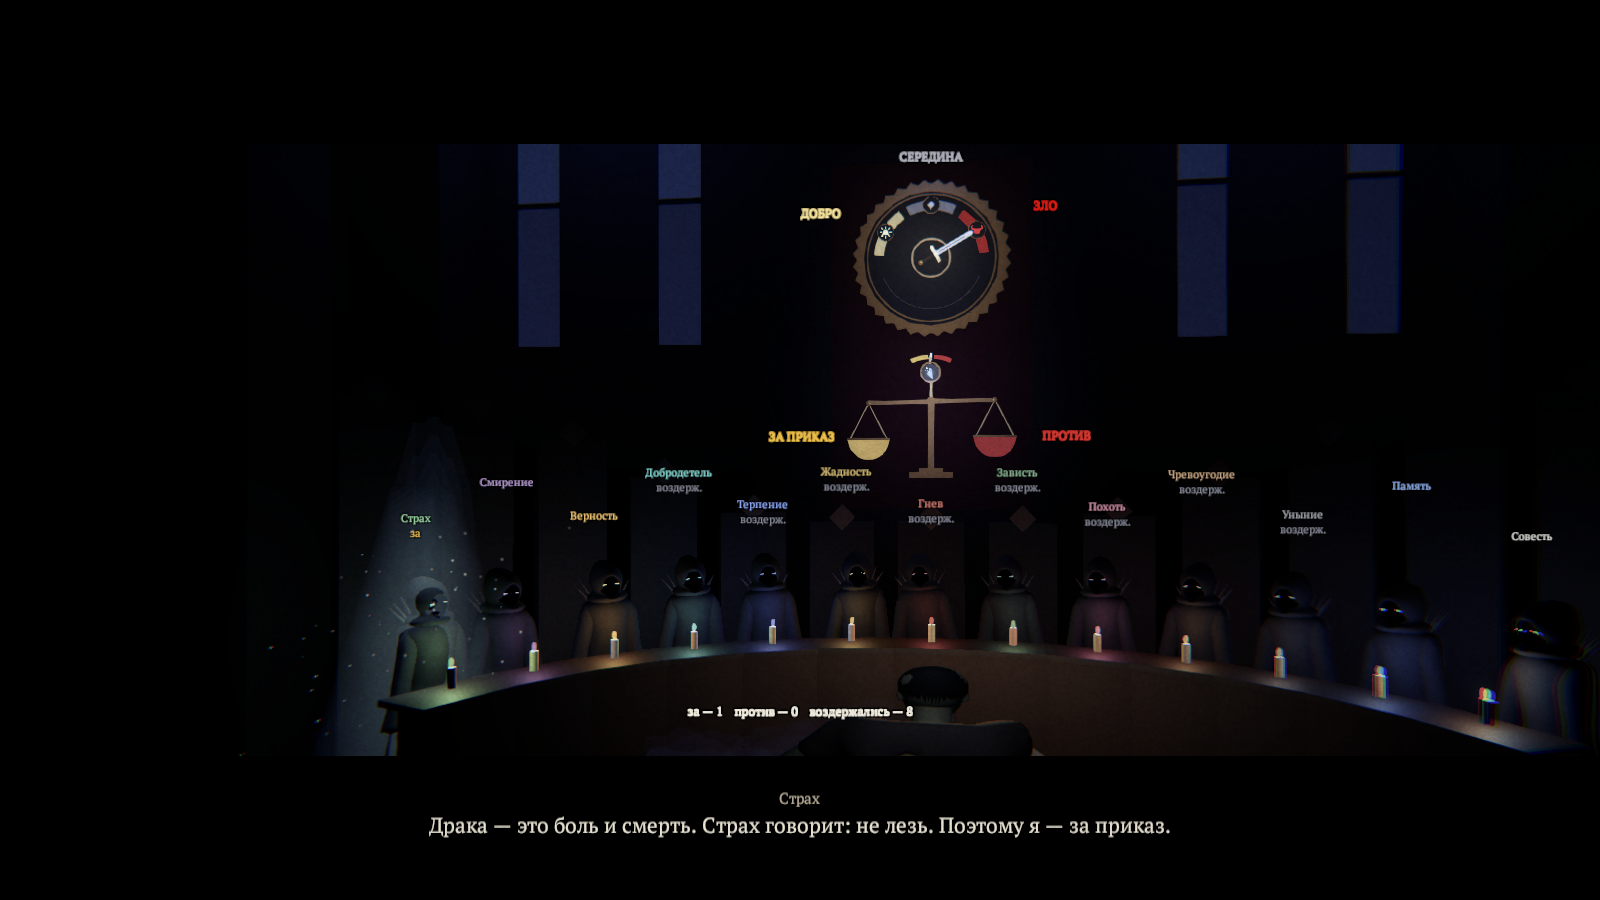 СЕРЕДИНА
ДОБРО
ЗЛО
ЗА ПРИКАЗ
ПРОТИВ
Страх
за
Смирение
Верность
Добродетель
воздерж.
Терпение
воздерж.
Жадность
воздерж.
Гнев
воздерж.
Зависть
воздерж.
Похоть
воздерж.
Чревоугодие
воздерж.
Уныние
воздерж.
Память
Совесть
за — 1 против — 0 воздержались — 8
Страх
Драка — это боль и смерть. Страх говорит: не лезь. Поэтому я — за приказ.